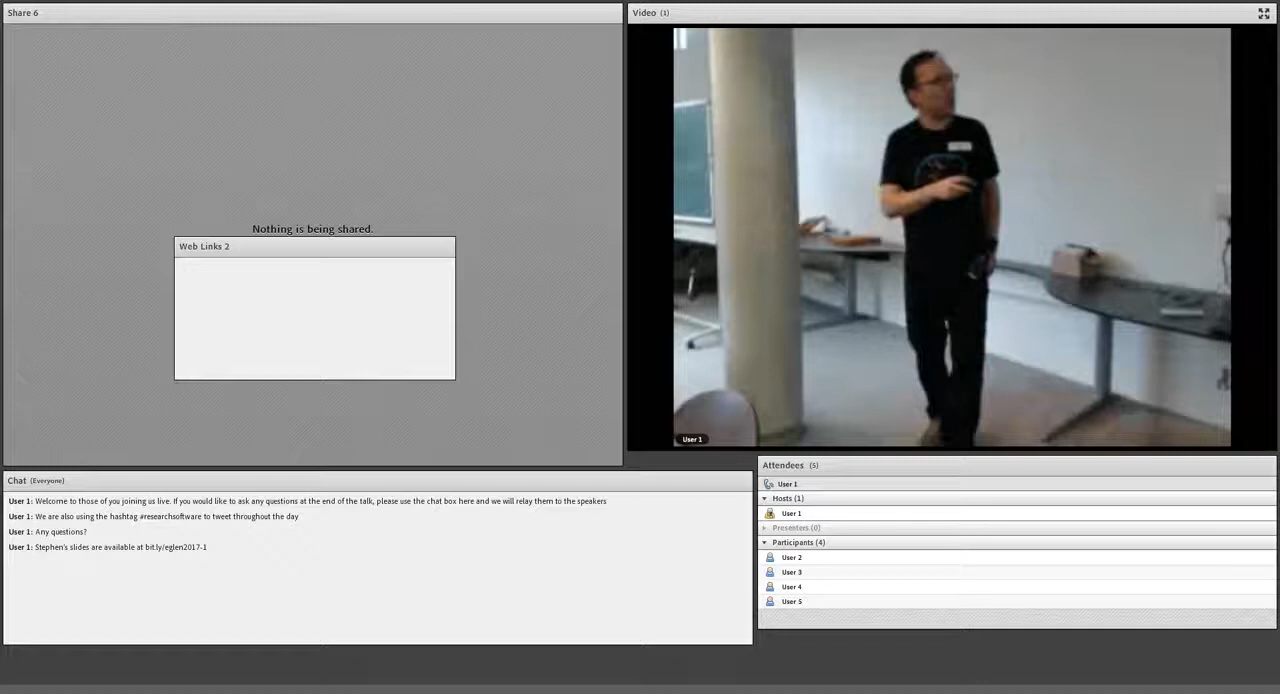 Share 6
Nothing is being shared.
Web Links 2
Video (1)
User 1
Chat (Everyone)
User 1: Welcome to those of you joining us live. If you would like to ask any questions at the end of the talk, please use the chat box here and we will relay them to the speakers
User 1: We are also using the hashtag #researchsoftware to tweet throughout the day
User 1: Any questions?
User 1: Stephen's slides are available at bit.ly/eglen2017-1
Attendees (5)
User 1
Hosts (1)
User 1
Presenters (0)
Participants (4)
User 2
User 3
User 4
User 5